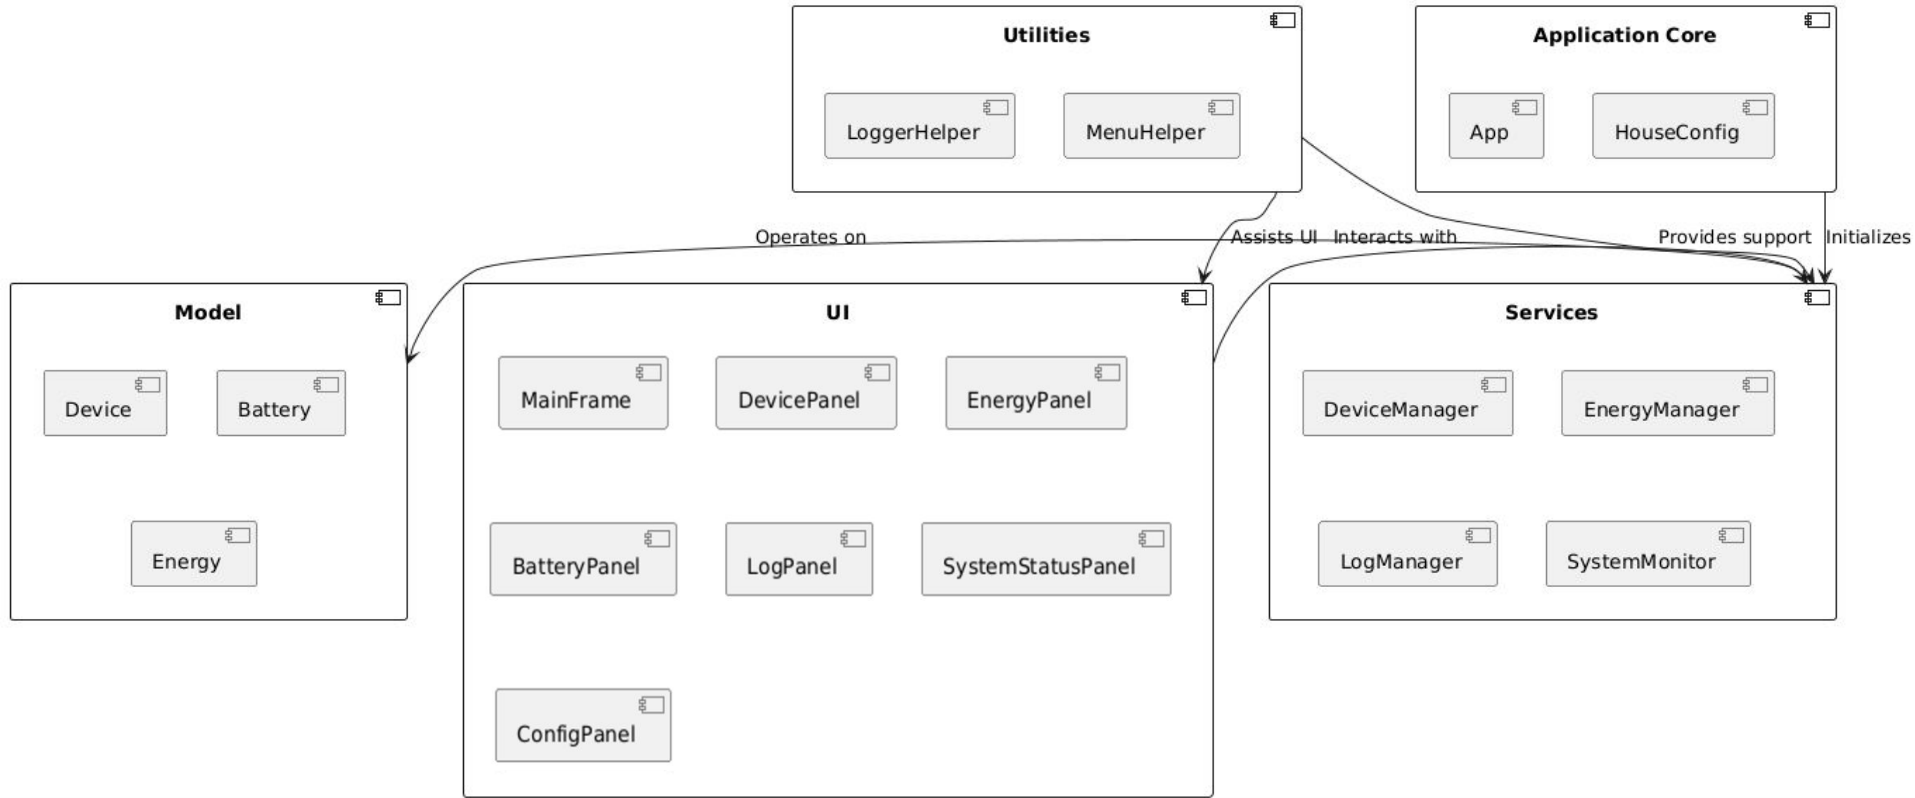 Utilities
Application Core
LoggerHelper
MenuHelper
App
HouseConfig
Operates on
Assists UI
Interacts with
Provides support
Initializes
Model
UI
Services
Device
Battery
MainFrame
DevicePanel
EnergyPanel
DeviceManager
EnergyManager
Energy
BatteryPanel
LogPanel
SystemStatusPanel
LogManager
SystemMonitor
ConfigPanel